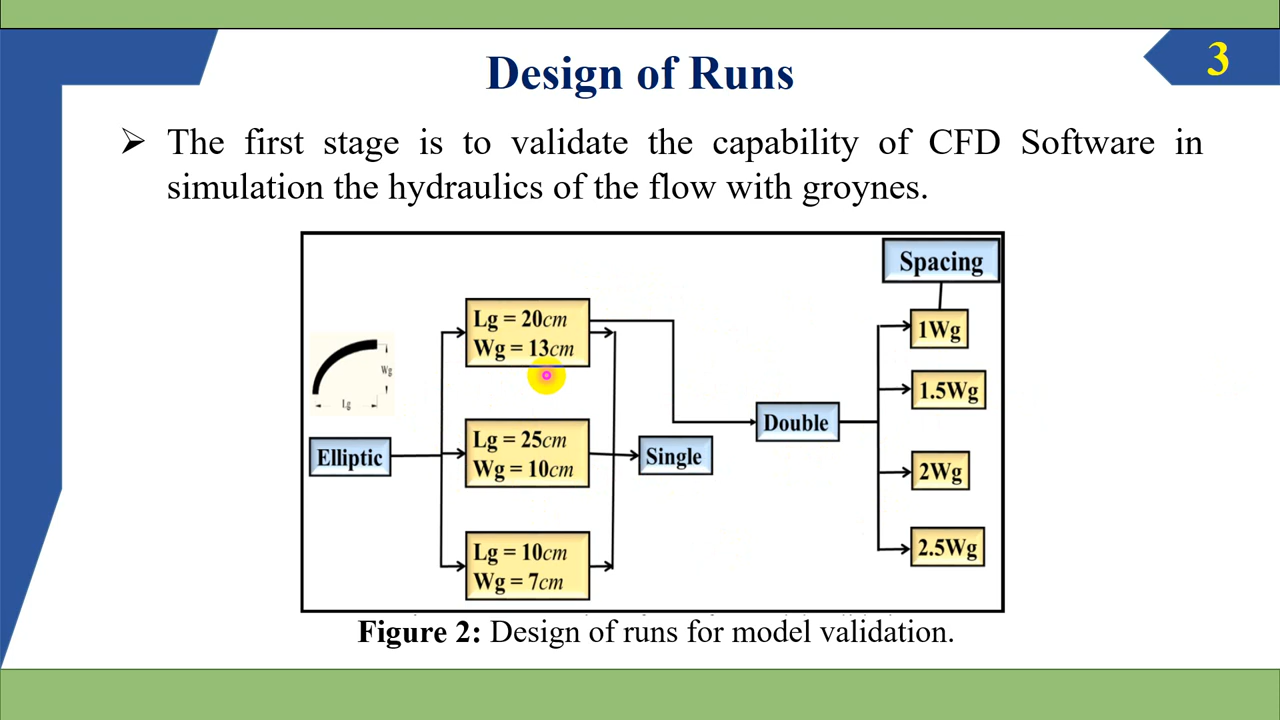 3
Design of Runs
➢ The first stage is to validate the capability of CFD Software in
simulation the hydraulics of the flow with groynes.
Spacing
Lg = 20cm
Wg = 13cm
1Wg
Wg
Lg
1.5Wg
Double
Lg = 25cm
Wg = 10cm
Elliptic
Single
2Wg
Lg = 10cm
Wg = 7cm
2.5Wg
Figure 2: Design of runs for model validation.